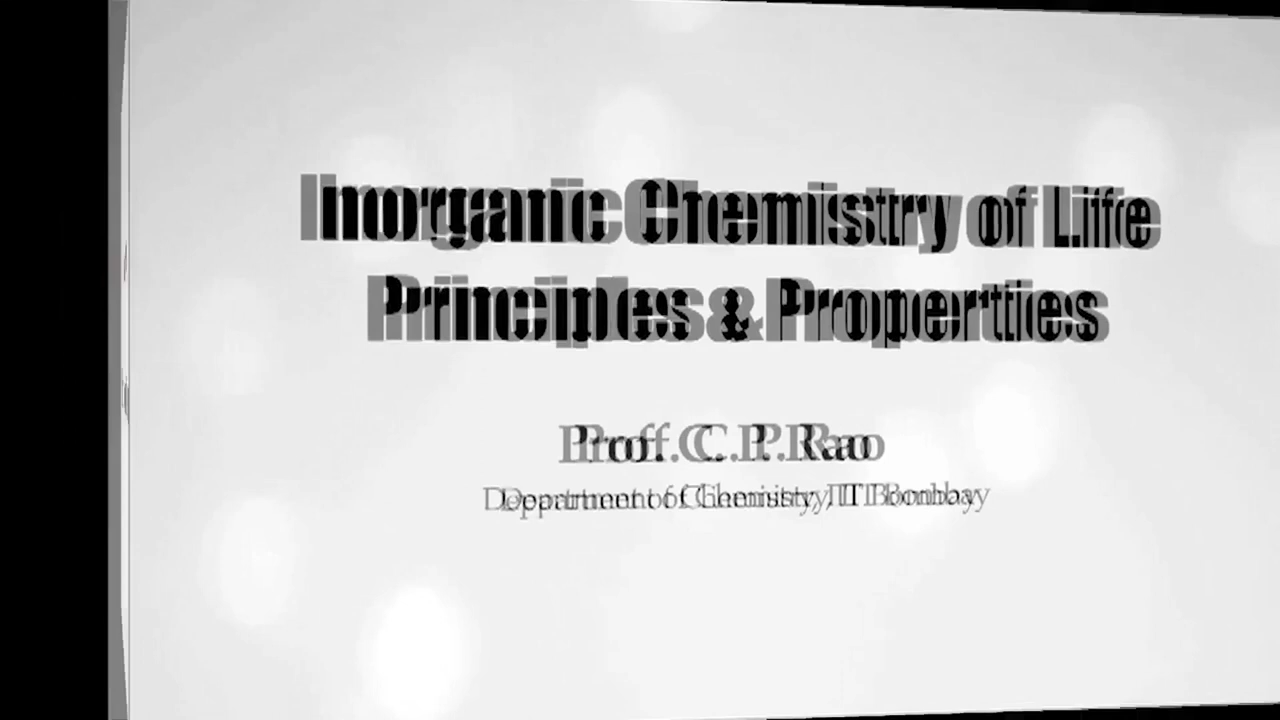 Inorganic Chemistry of Life
Principles & Properties
Prof. C. P. Rao
Department of Chemistry, IIT Bombay